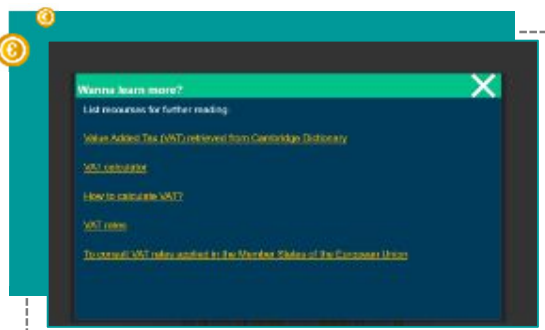 Wanna learn more?
List resourses for further reading:
Value Added Tax (VAT) retrieved from Cambridge Dictionary
VAT calculator
How to calculate VAT?
VAT rates
To consult VAT rates applied in the Member States of the European Union